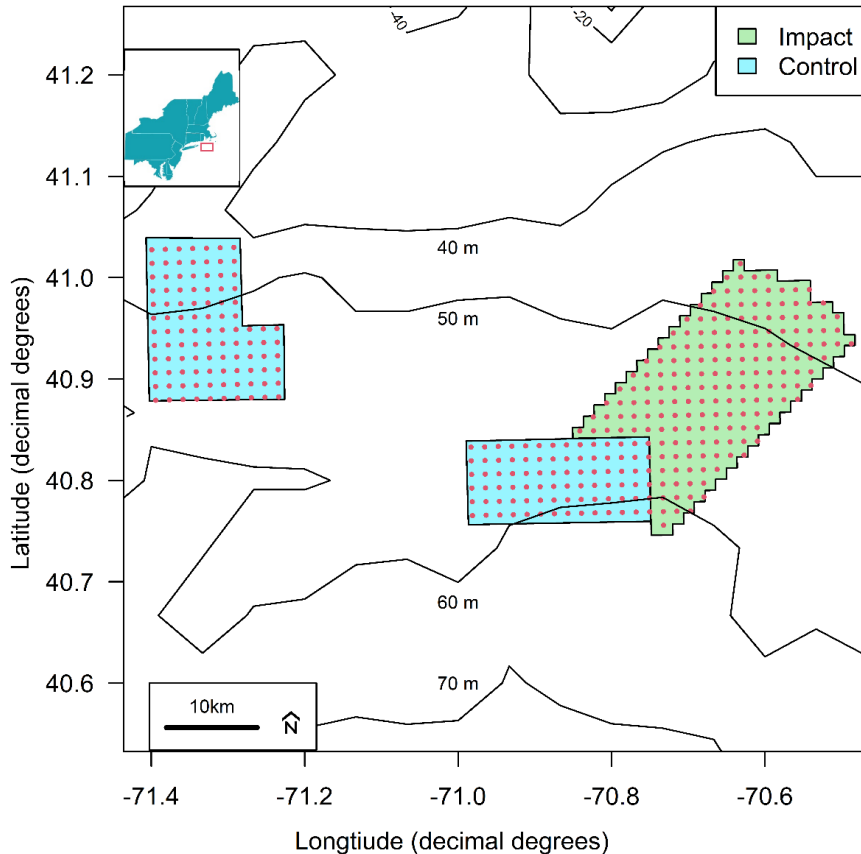 -40
-20
Impact
Control
41.2
41.1
41.0
40.9
40.8
40.7
40.6
Latitude (decimal degrees)
40 m
50 m
60 m
70 m
10km
N
-71.4
-71.2
-71.0
-70.8
-70.6
Longtiude (decimal degrees)